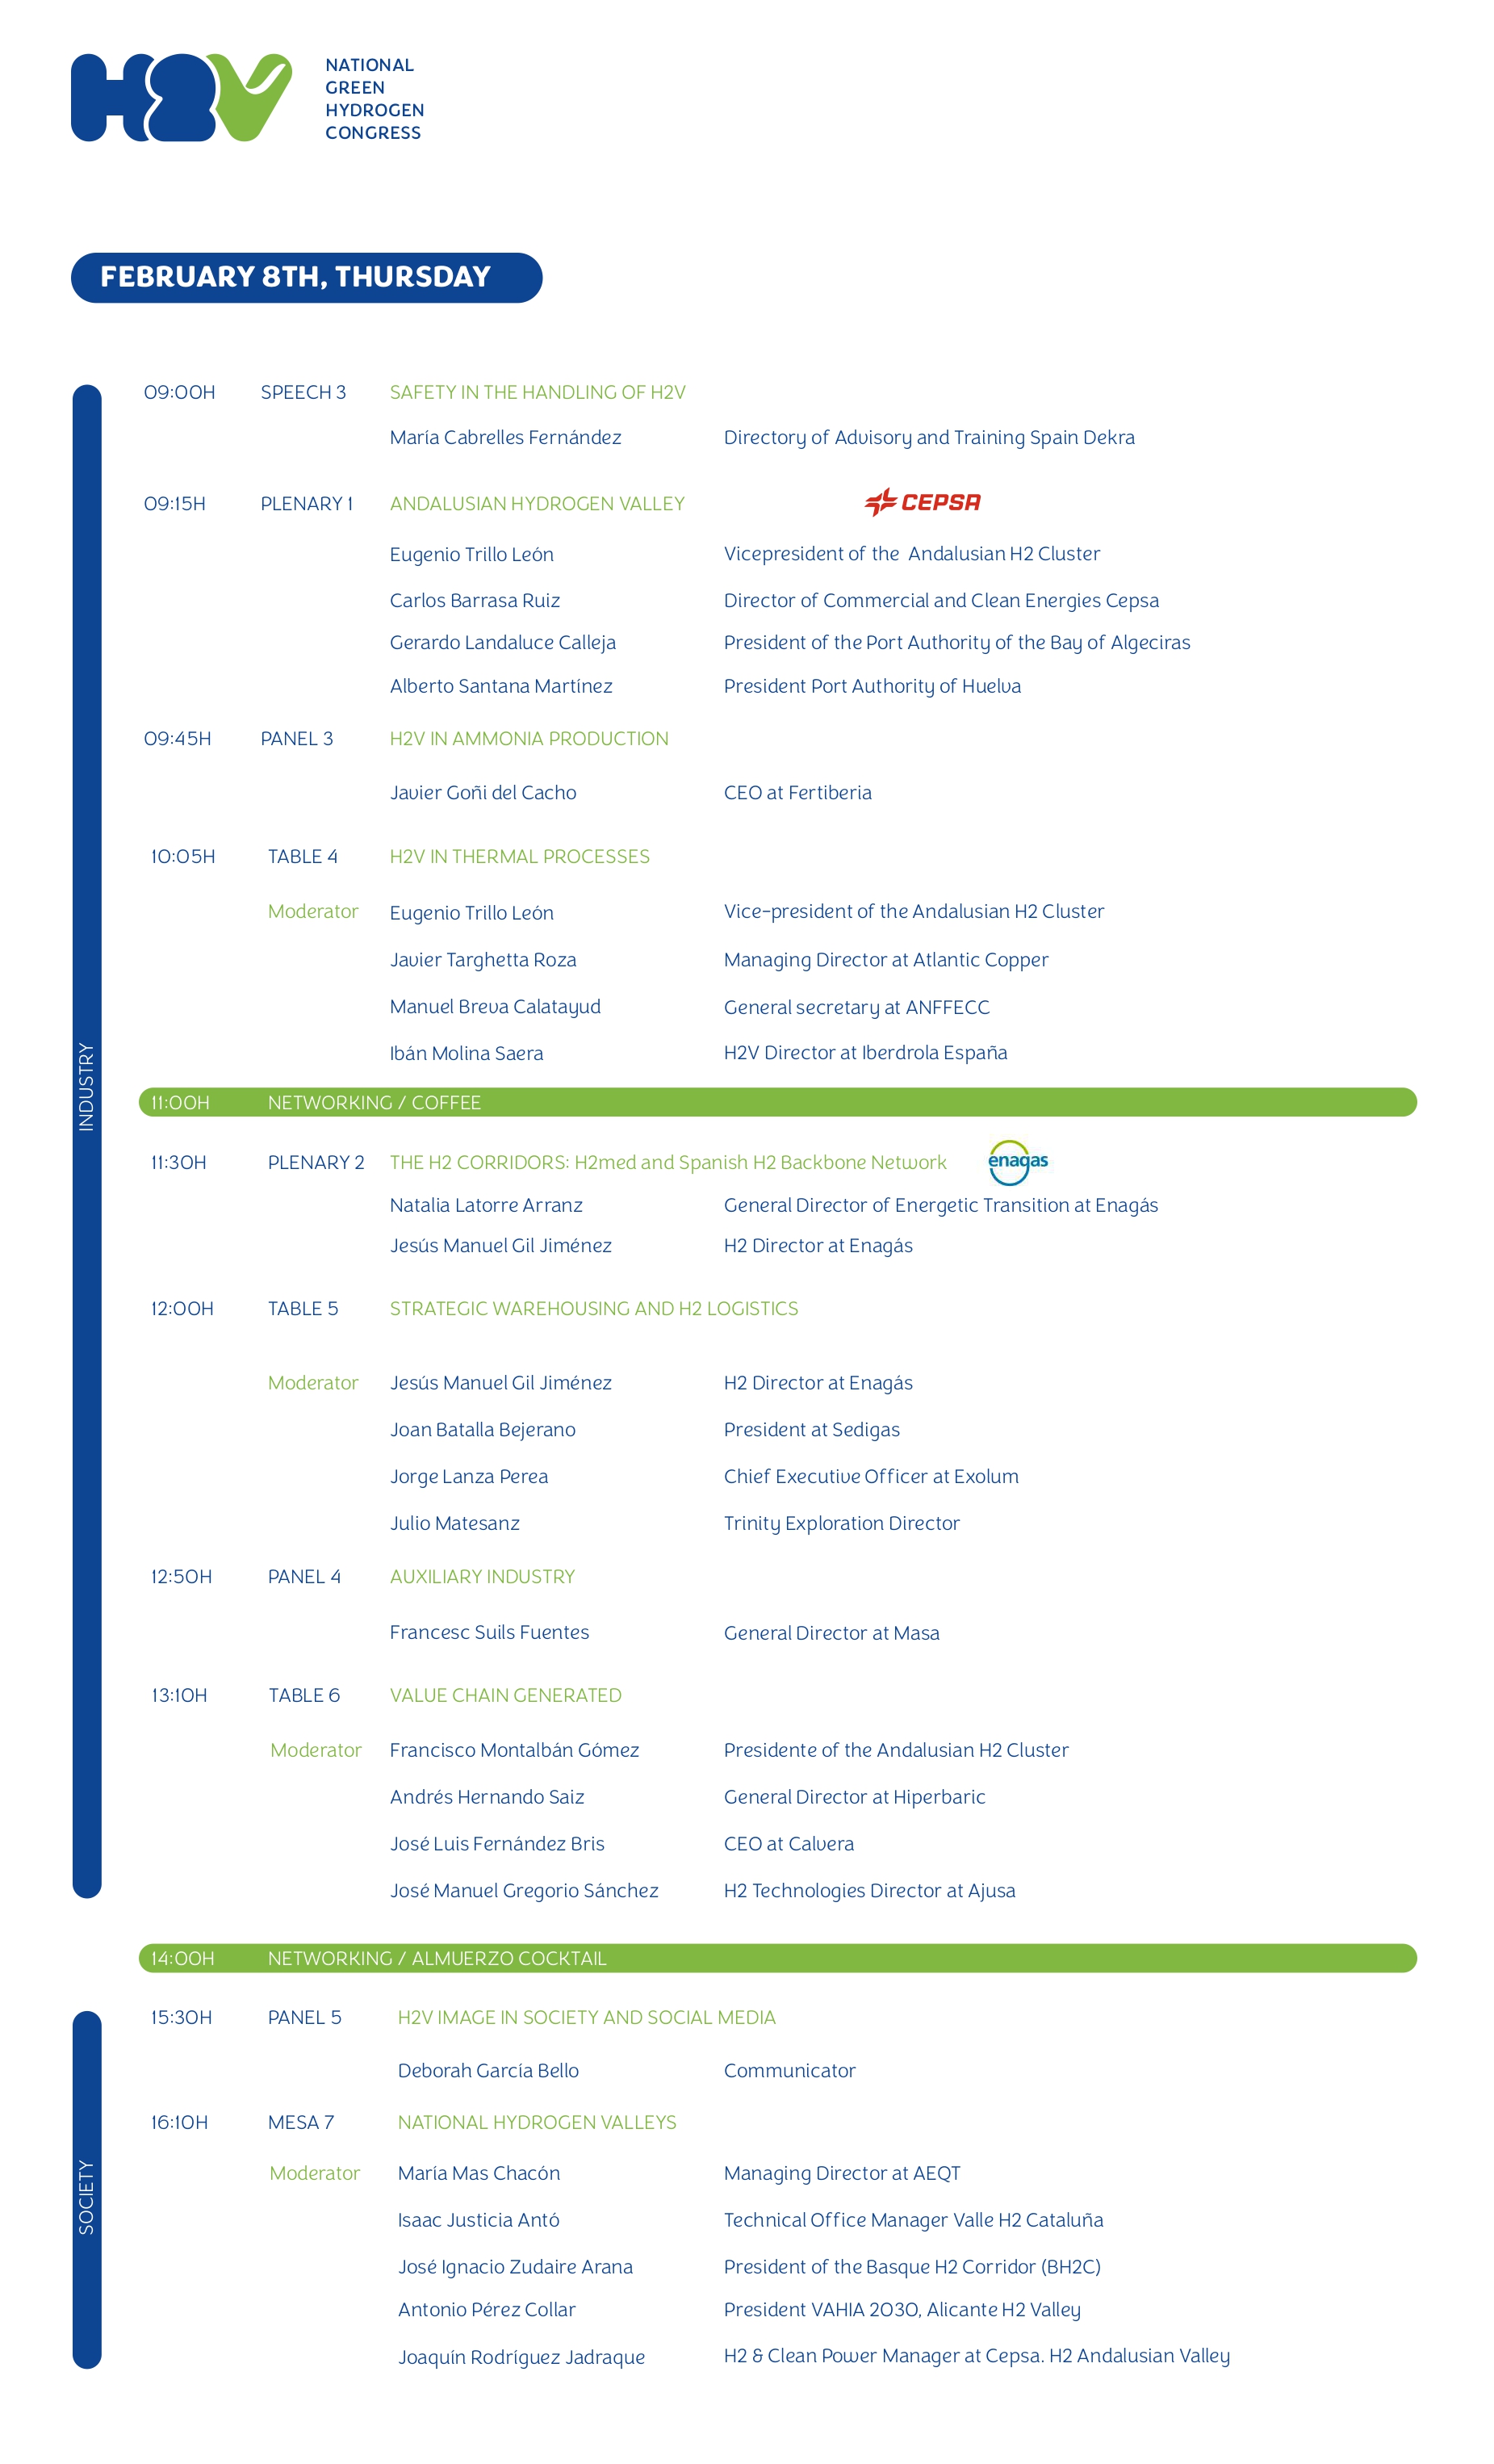 H2V
NATIONAL
GREEN
HYDROGEN
CONGRESS
FEBRUARY 8TH, THURSDAY
INDUSTRY
09:00H SPEECH 3 SAFETY IN THE HANDLING OF H2V
María Cabrelles Fernández Directory of Advisory and Training Spain Dekra
09:15H PLENARY 1 ANDALUSIAN HYDROGEN VALLEY CEPSA
Eugenio Trillo León Vicepresident of the Andalusian H2 Cluster
Carlos Barrasa Ruiz Director of Commercial and Clean Energies Cepsa
Gerardo Landaluce Calleja President of the Port Authority of the Bay of Algeciras
Alberto Santana Martínez President Port Authority of Huelva
09:45H PANEL 3 H2V IN AMMONIA PRODUCTION
Javier Goñi del Cacho CEO at Fertiberia
10:05H TABLE 4 H2V IN THERMAL PROCESSES
Moderator Eugenio Trillo León Vice-president of the Andalusian H2 Cluster
Javier Targhetta Roza Managing Director at Atlantic Copper
Manuel Breva Calatayud General secretary at ANFFECC
Ibán Molina Saera H2V Director at Iberdrola España
11:00H NETWORKING / COFFEE
11:30H PLENARY 2 THE H2 CORRIDORS: H2med and Spanish H2 Backbone Network enagas
Natalia Latorre Arranz General Director of Energetic Transition at Enagás
Jesús Manuel Gil Jiménez H2 Director at Enagás
12:00H TABLE 5 STRATEGIC WAREHOUSING AND H2 LOGISTICS
Moderator Jesús Manuel Gil Jiménez H2 Director at Enagás
Joan Batalla Bejerano President at Sedigas
Jorge Lanza Perea Chief Executive Officer at Exolum
Julio Matesanz Trinity Exploration Director
12:50H PANEL 4 AUXILIARY INDUSTRY
Francesc Suils Fuentes General Director at Masa
13:10H TABLE 6 VALUE CHAIN GENERATED
Moderator Francisco Montalbán Gómez Presidente of the Andalusian H2 Cluster
Andrés Hernando Saiz General Director at Hiperbaric
José Luis Fernández Bris CEO at Calvera
José Manuel Gregorio Sánchez H2 Technologies Director at Ajusa
14:00H NETWORKING / ALMUERZO COCKTAIL
SOCIETY
15:30H PANEL 5 H2V IMAGE IN SOCIETY AND SOCIAL MEDIA
Deborah García Bello Communicator
16:10H MESA 7 NATIONAL HYDROGEN VALLEYS
Moderator María Mas Chacón Managing Director at AEQT
Isaac Justicia Antó Technical Office Manager Valle H2 Cataluña
José Ignacio Zudaire Arana President of the Basque H2 Corridor (BH2C)
Antonio Pérez Collar President VAHIA 2030, Alicante H2 Valley
Joaquín Rodríguez Jadraque H2 & Clean Power Manager at Cepsa. H2 Andalusian Valley